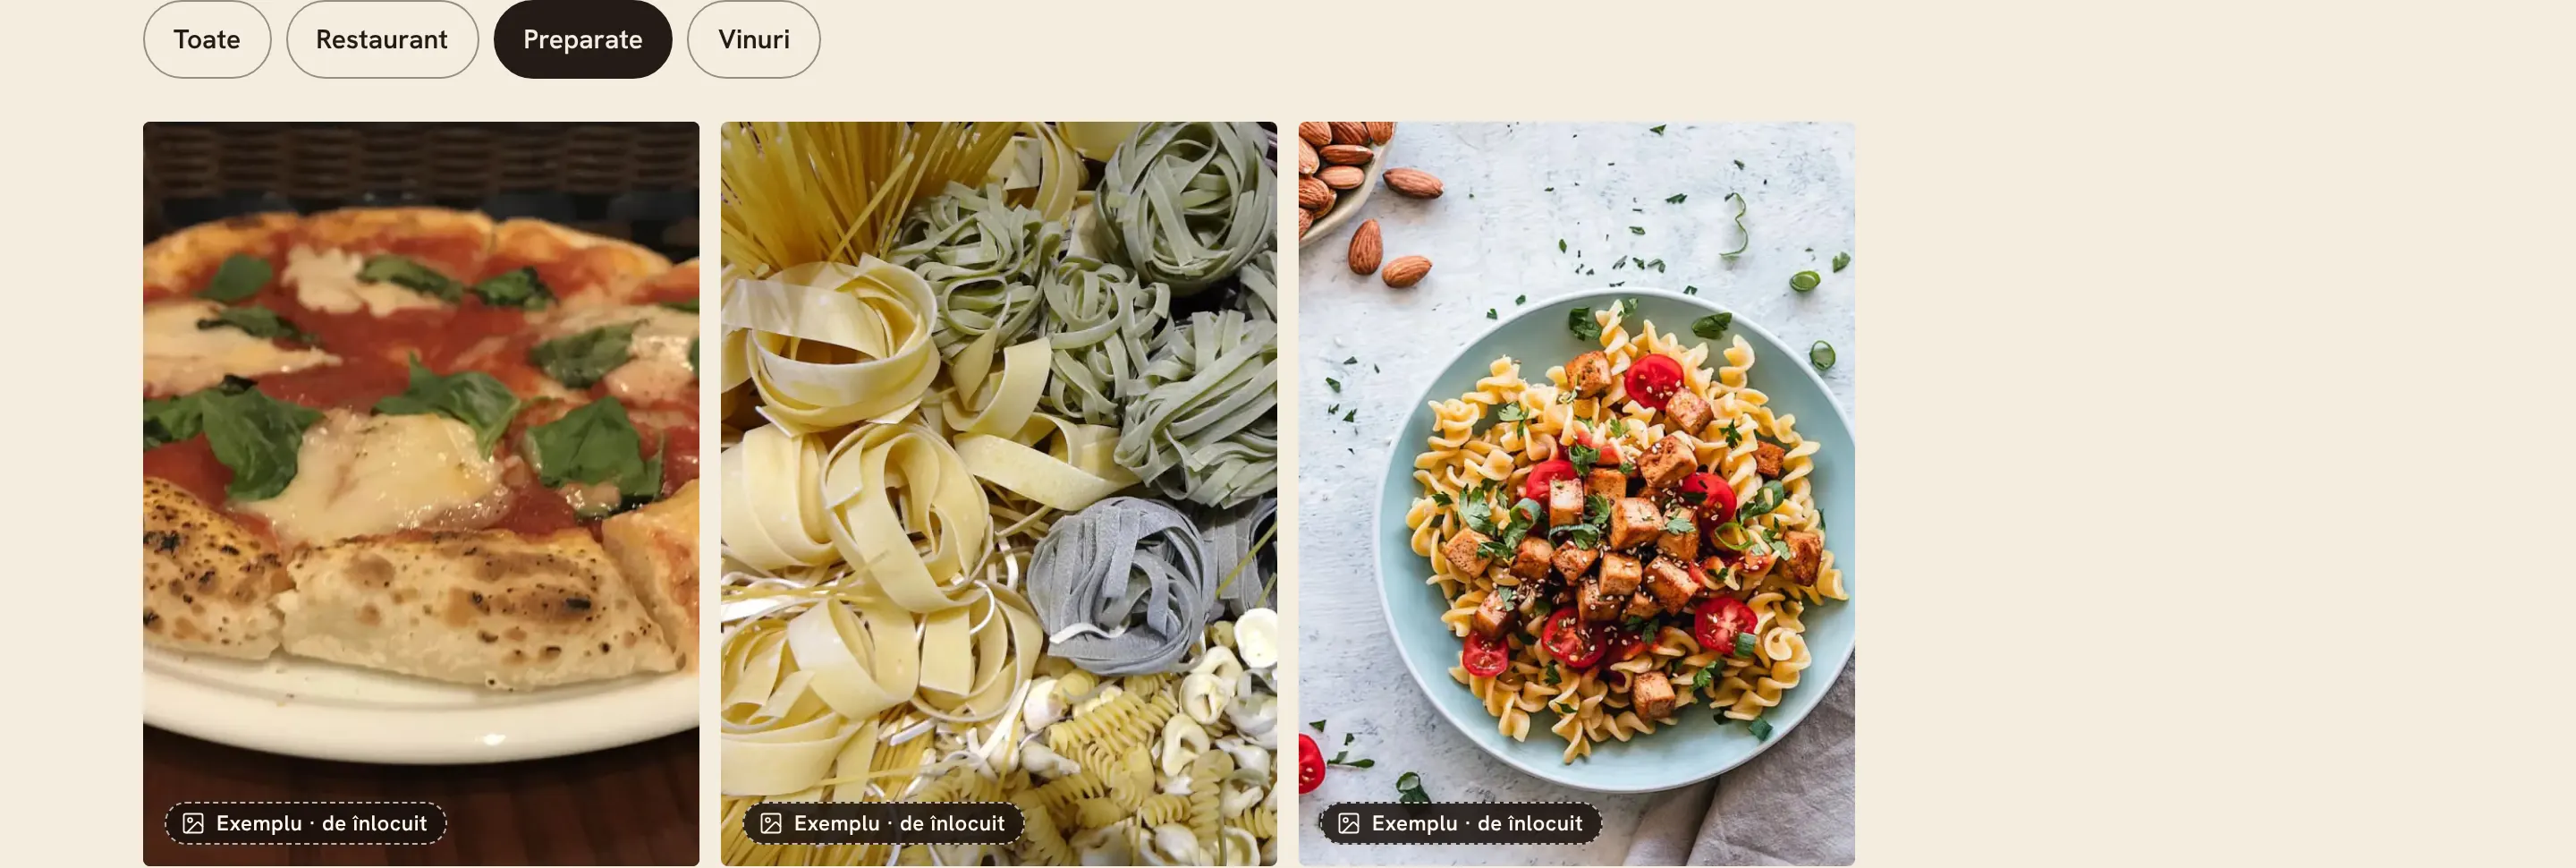 Toate
Restaurant
Preparate
Vinuri
Exemplu · de înlocuit
Exemplu · de înlocuit
Exemplu · de înlocuit